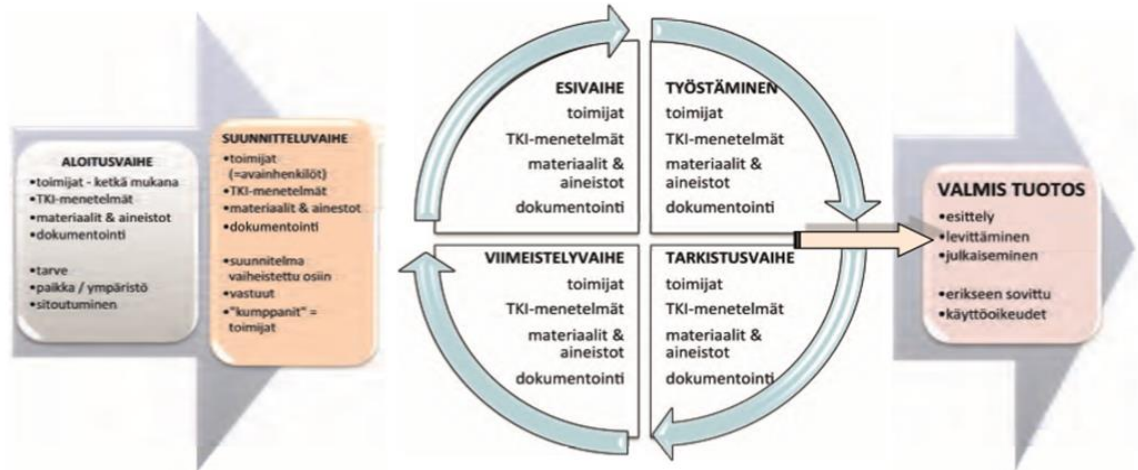 ALOITUSVAIHE
•toimijat - ketkä mukana
•TKI-menetelmät
•materiaalit & aineistot
•dokumentointi
•tarve
•paikka / ympäristö
•sitoutuminen
SUUNNITTELUVAIHE
•toimijat
(=avainhenkilöt)
•TKI-menetelmät
•materiaalit & ainestot
•dokumentointi
•suunnitelma
vaiheistettu osiin
•vastuut
•"kumppanit" =
toimijat
ESIVAIHE
toimijat
TKI-menetelmät
materiaalit &
aineistot
dokumentointi
TYÖSTÄMINEN
toimijat
TKI-menetelmät
materiaalit &
aineistot
dokumentointi
VIIMEISTELYVAIHE
toimijat
TKI-menetelmät
materiaalit &
aineistot
dokumentointi
TARKISTUSVAIHE
toimijat
TKI-menetelmät
materiaalit &
aineistot
dokumentointi
VALMIS TUOTOS
•esittely
•levittäminen
•julkaiseminen
•erikseen sovittu
•käyttöoikeudet